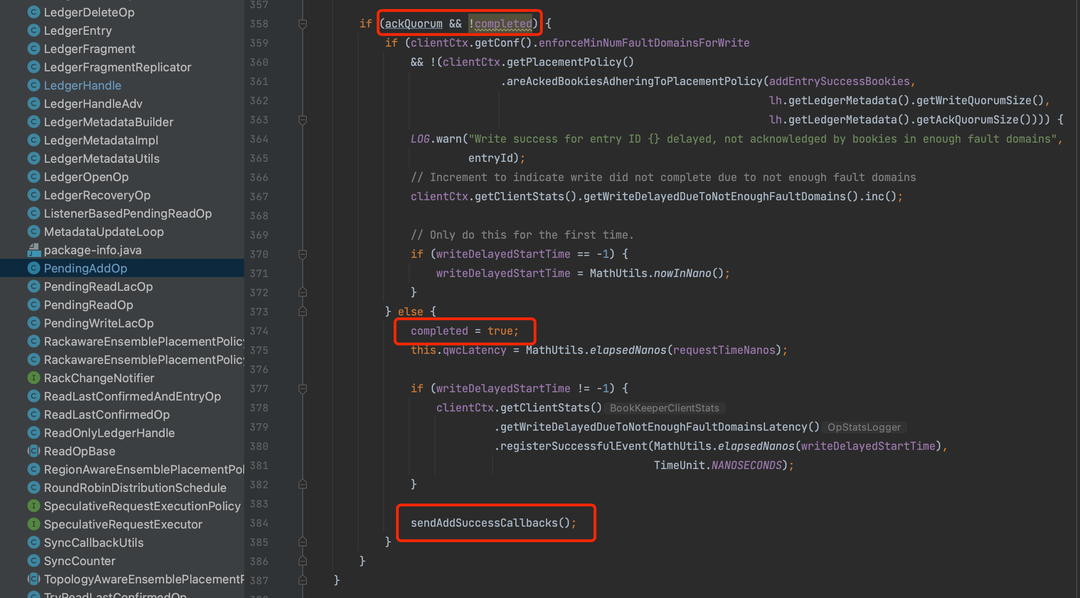 LedgerDeleteOp
LedgerEntry
LedgerFragment
LedgerFragmentReplicator
LedgerHandle
LedgerHandleAdv
LedgerMetadataBuilder
LedgerMetadataImpl
LedgerMetadataUtils
LedgerOpenOp
LedgerRecoveryOp
ListenerBasedPendingReadOp
MetadataUpdateLoop
package-info.java
PendingAddOp
PendingReadLacOp
PendingReadOp
PendingWriteLacOp
RackawareEnsemblePlacementPolic
RackawareEnsemblePlacementPolic
RackChangeNotifier
ReadLastConfirmedAndEntryOp
ReadLastConfirmedOp
ReadOnlyLedgerHandle
ReadOpBase
RegionAwareEnsemblePlacementPol
RoundRobinDistributionSchedule
SpeculativeRequestExecutionPolicy
SpeculativeRequestExecutor
SyncCallbackUtils
SyncCounter
TopologyAwareEnsemblePlacementF
TryReadLastConfirmedOp
357
358 if (ackQuorum && !completed) {
359 if (clientCtx.getConf().enforceMinNumFaultDomainsForWrite
360 && !(clientCtx.getPlacementPolicy()
361 .areAckedBookiesAdheringToPlacementPolicy(addEntrySuccessBookies,
362 lh.getLedgerMetadata().getWriteQuorumSize(),
363 lh.getLedgerMetadata().getAckQuorumSize()))) {
364 LOG.warn("Write success for entry ID {} delayed, not acknowledged by bookies in enough fault domains",
365 entryId);
366 // Increment to indicate write did not complete due to not enough fault domains
367 clientCtx.getClientStats().getWriteDelayedDueToNotEnoughFaultDomains().inc();
368
369 // Only do this for the first time.
370 if (writeDelayedStartTime == -1) {
371 writeDelayedStartTime = MathUtils.nowInNano();
372 }
373 } else {
374 completed = true;
375 this.qwcLatency = MathUtils.elapsedNanos(requestTimeNanos);
376
377 if (writeDelayedStartTime != -1) {
378 clientCtx.getClientStats() BookKeeperClientStats
379 .getWriteDelayedDueToNotEnoughFaultDomainsLatency() OpStatsLogger
380 .registerSuccessfulEvent(MathUtils.elapsedNanos(writeDelayedStartTime),
381 TimeUnit.NANOSECONDS);
382 }
383
384 sendAddSuccessCallbacks();
385 }
386 }
387 }